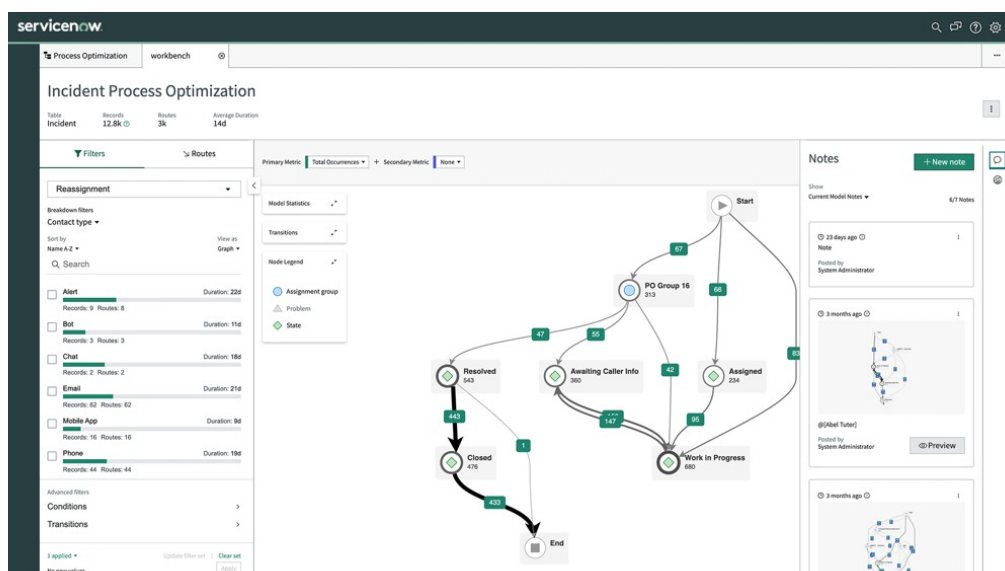 servicenow
Process Optimization
workbench
Incident Process Optimization
Table Records Routes Average Duration
Incident 12.8k 3k 14d
Filters
Routes
Reassignment
Breakdown filters
Contact type
Sort by View as
Name A-Z Graph
Search
Alert Duration: 22d
Records: 9 Routes: 8
Bot Duration: 11d
Records: 3 Routes: 3
Chat Duration: 18d
Records: 2 Routes: 2
Email Duration: 21d
Records: 62 Routes: 62
Mobile App Duration: 9d
Records: 16 Routes: 16
Phone Duration: 19d
Records: 44 Routes: 44
Advanced filters
Conditions
Transitions
1 applied Update filter set Clear set
Apply
Primary Metric Total Occurrences + Secondary Metric None
Model Statistics
Transitions
Node Legend
Assignment group
Problem
State
Start
67
PO Group 16
313
66
47
55
83
42
Resolved
543
Awaiting Caller Info
360
Assigned
234
443
147
95
1
Closed
476
Work in Progress
680
433
End
Notes
+ New note
Show
Current Model Notes
6/7 Notes
23 days ago
Note
Posted by
System Administrator
3 months ago
@[Abel Tuter]
Posted by
System Administrator
Preview
3 months ago